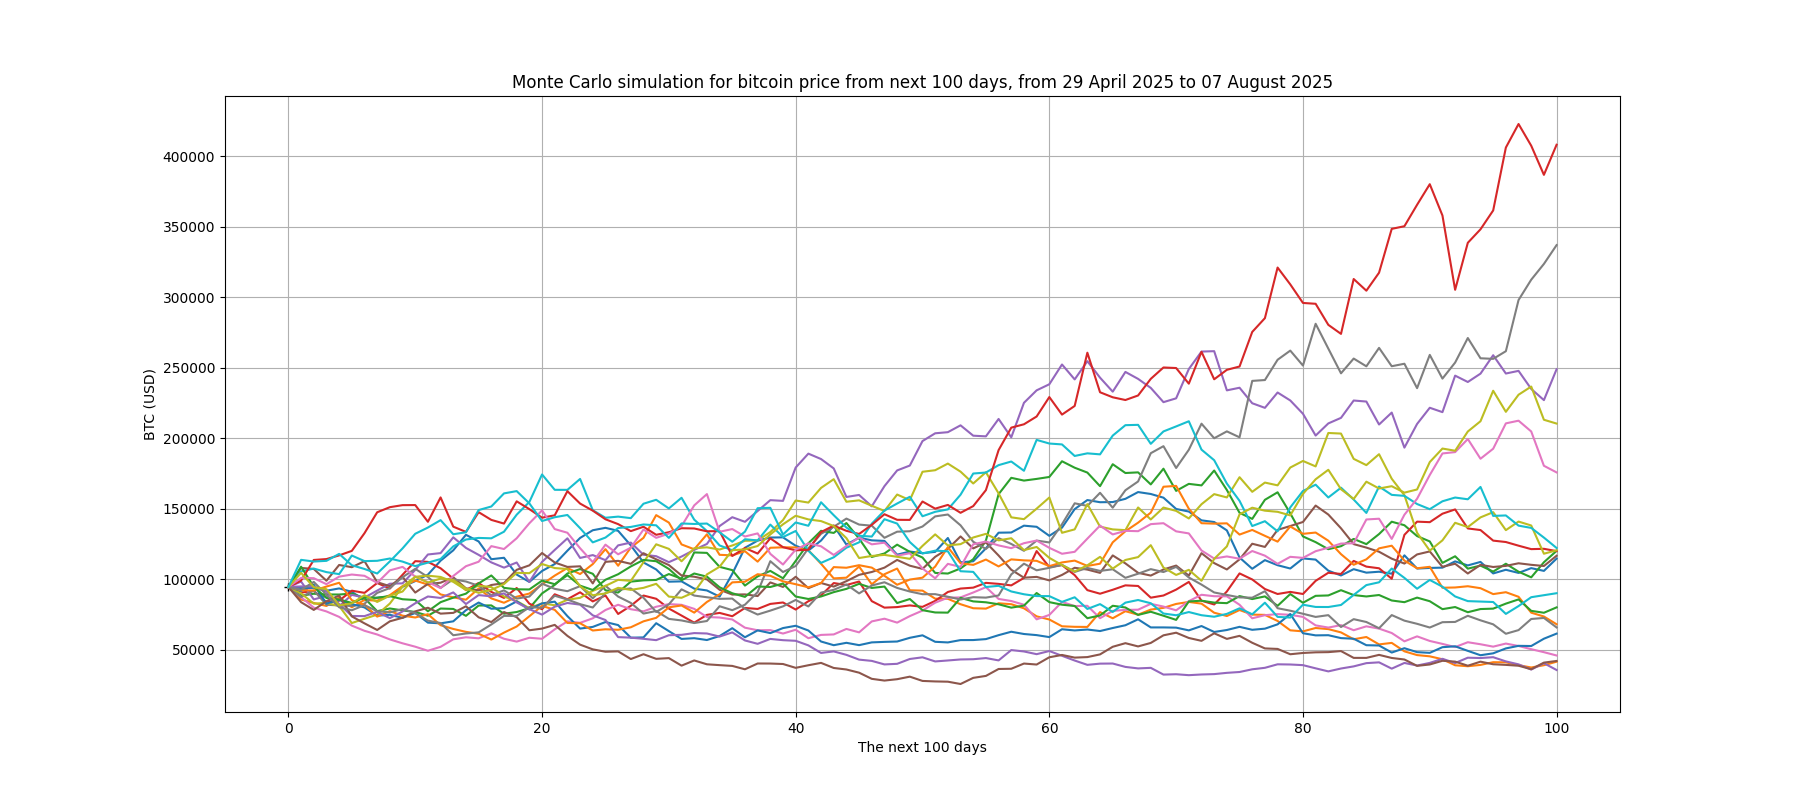 Monte Carlo simulation for bitcoin price from next 100 days, from 29 April 2025 to 07 August 2025
400000
350000
300000
250000
200000
150000
100000
50000
BTC (USD)
0 20 40 60 80 100
The next 100 days